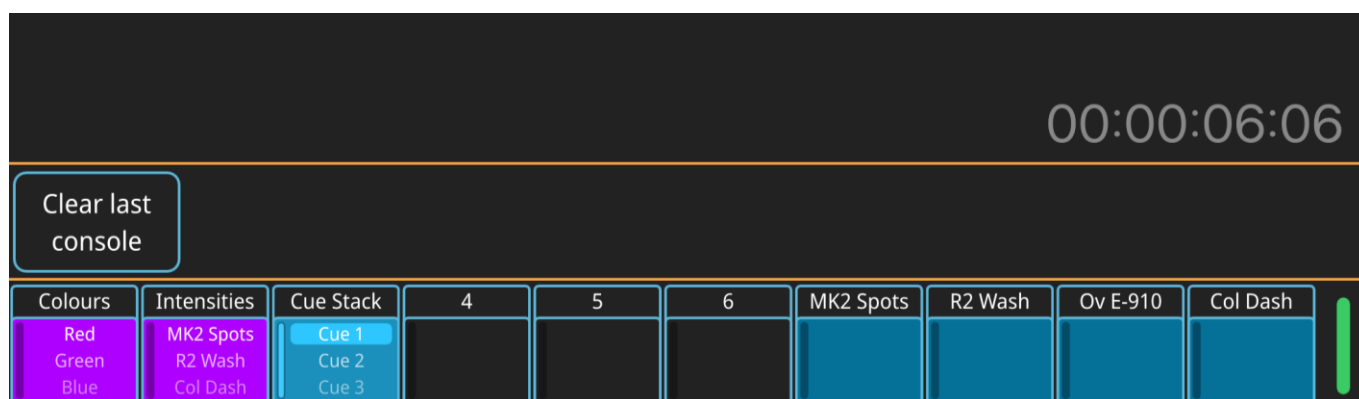 00:00:06:06
Clear last
console
Colours Intensities Cue Stack 4 5 6 MK2 Spots R2 Wash Ov E-910 Col Dash
Red MK2 Spots Cue 1
Green R2 Wash Cue 2
Blue Col Dash Cue 3